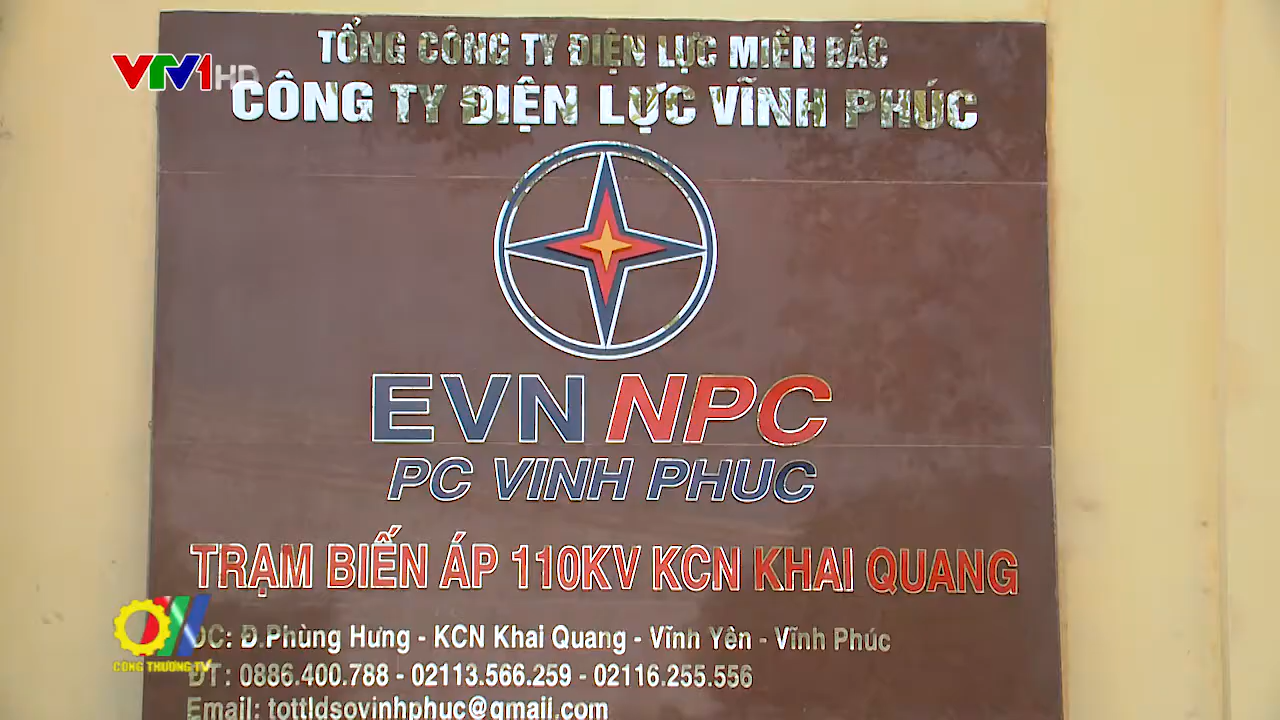 TỔNG CÔNG TY ĐIỆN LỰC MIỀN BẮC
VTV1 HD
CÔNG TY ĐIỆN LỰC VĨNH PHÚC
EVN NPC
PC VINH PHUC
TRẠM BIẾN ÁP 110KV KCN KHAI QUANG
ĐC: Đ.Phùng Hưng - KCN Khai Quang - Vĩnh Yên - Vĩnh Phúc
CÔNG THƯƠNG TV
ĐT: 0886.400.788 - 02113.566.259 - 02116.255.556
Email: tottldsovinhphuc@gmail.com